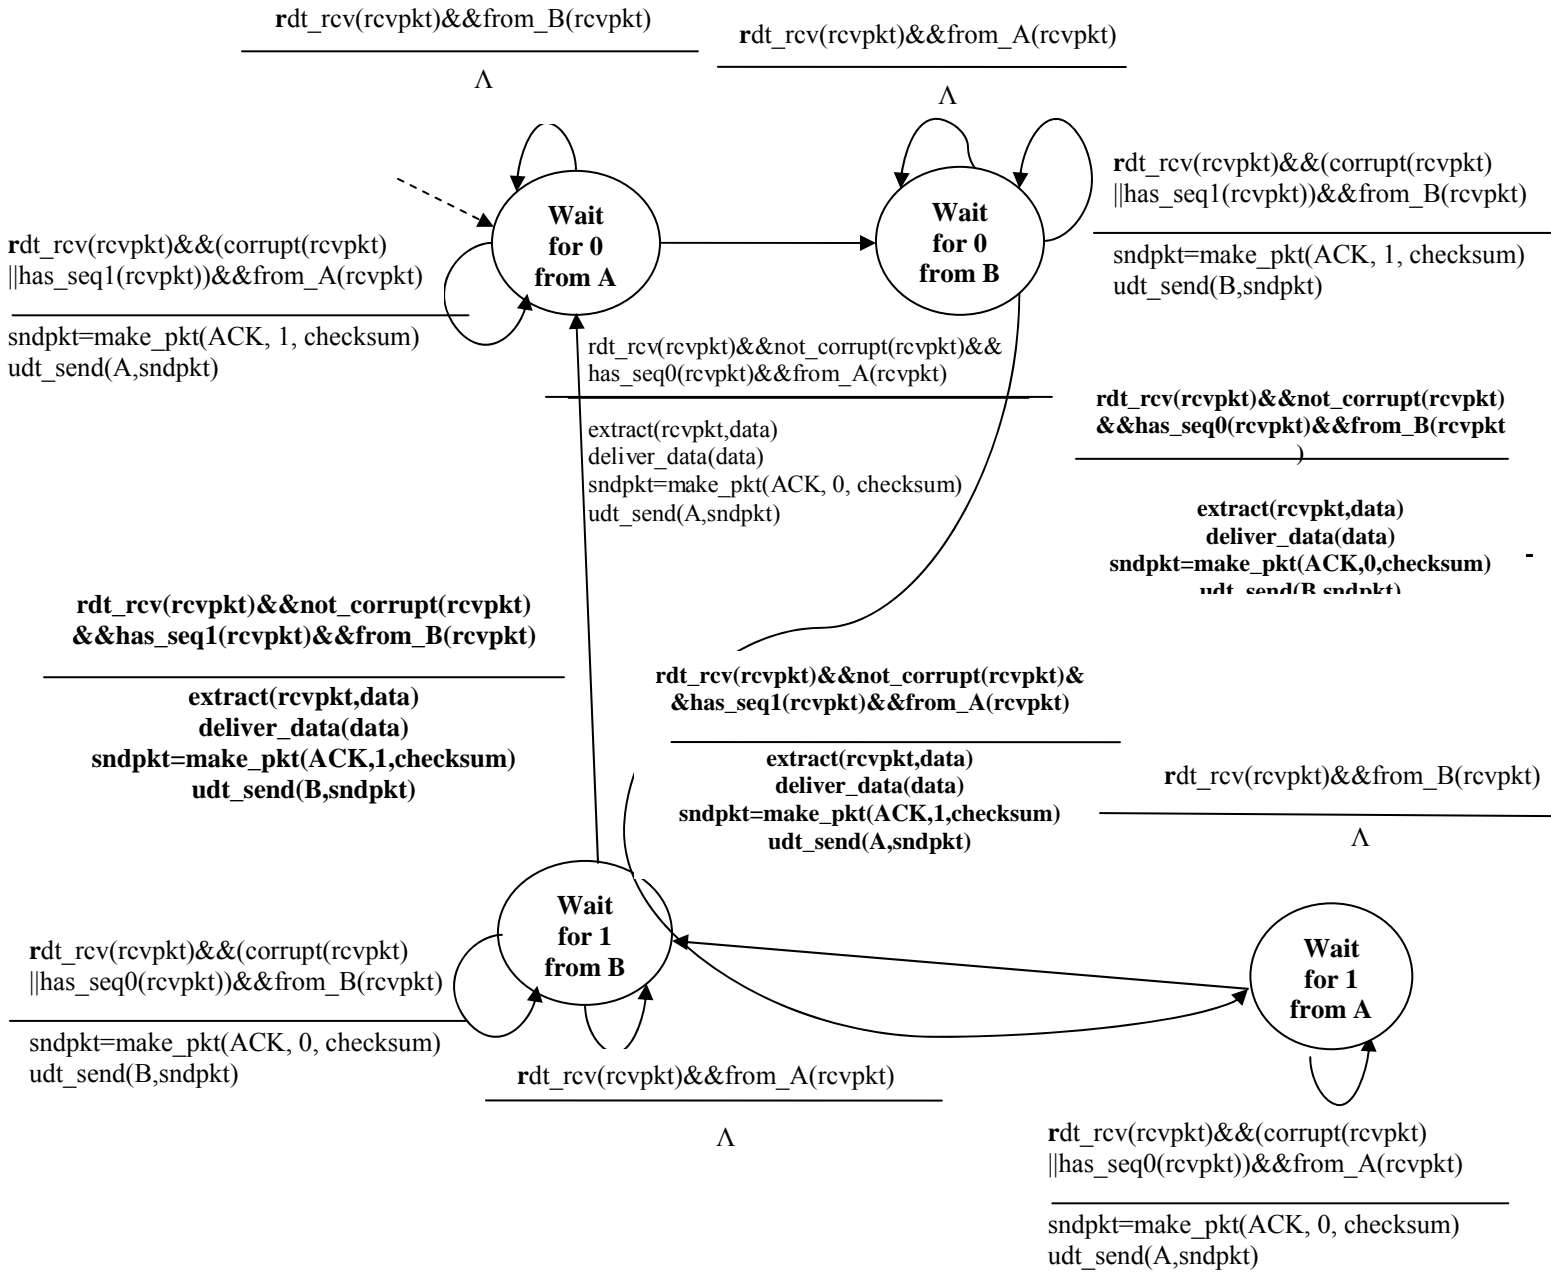 rdt_rcv(rcvpkt)&&from_B(rcvpkt)
Λ
rdt_rcv(rcvpkt)&&from_A(rcvpkt)
Λ
Wait
for 0
from A
Wait
for 0
from B
rdt_rcv(rcvpkt)&&(corrupt(rcvpkt)
||has_seq1(rcvpkt))&&from_B(rcvpkt)
sndpkt=make_pkt(ACK, 1, checksum)
udt_send(B,sndpkt)
rdt_rcv(rcvpkt)&&(corrupt(rcvpkt)
||has_seq1(rcvpkt))&&from_A(rcvpkt)
sndpkt=make_pkt(ACK, 1, checksum)
udt_send(A,sndpkt)
rdt_rcv(rcvpkt)&&not_corrupt(rcvpkt)&&
has_seq0(rcvpkt)&&from_A(rcvpkt)
extract(rcvpkt,data)
deliver_data(data)
sndpkt=make_pkt(ACK, 0, checksum)
udt_send(A,sndpkt)
rdt_rcv(rcvpkt)&&not_corrupt(rcvpkt)
&&has_seq0(rcvpkt)&&from_B(rcvpkt
)
extract(rcvpkt,data)
deliver_data(data)
sndpkt=make_pkt(ACK,0,checksum)
udt_send(B,sndpkt)
-
rdt_rcv(rcvpkt)&&not_corrupt(rcvpkt)
&&has_seq1(rcvpkt)&&from_B(rcvpkt)
extract(rcvpkt,data)
deliver_data(data)
sndpkt=make_pkt(ACK,1,checksum)
udt_send(B,sndpkt)
rdt_rcv(rcvpkt)&&not_corrupt(rcvpkt)&
&has_seq1(rcvpkt)&&from_A(rcvpkt)
extract(rcvpkt,data)
deliver_data(data)
sndpkt=make_pkt(ACK,1,checksum)
udt_send(A,sndpkt)
rdt_rcv(rcvpkt)&&from_B(rcvpkt)
Λ
Wait
for 1
from B
Wait
for 1
from A
rdt_rcv(rcvpkt)&&(corrupt(rcvpkt)
||has_seq0(rcvpkt))&&from_B(rcvpkt)
sndpkt=make_pkt(ACK, 0, checksum)
udt_send(B,sndpkt)
rdt_rcv(rcvpkt)&&from_A(rcvpkt)
Λ
rdt_rcv(rcvpkt)&&(corrupt(rcvpkt)
||has_seq0(rcvpkt))&&from_A(rcvpkt)
sndpkt=make_pkt(ACK, 0, checksum)
udt_send(A,sndpkt)